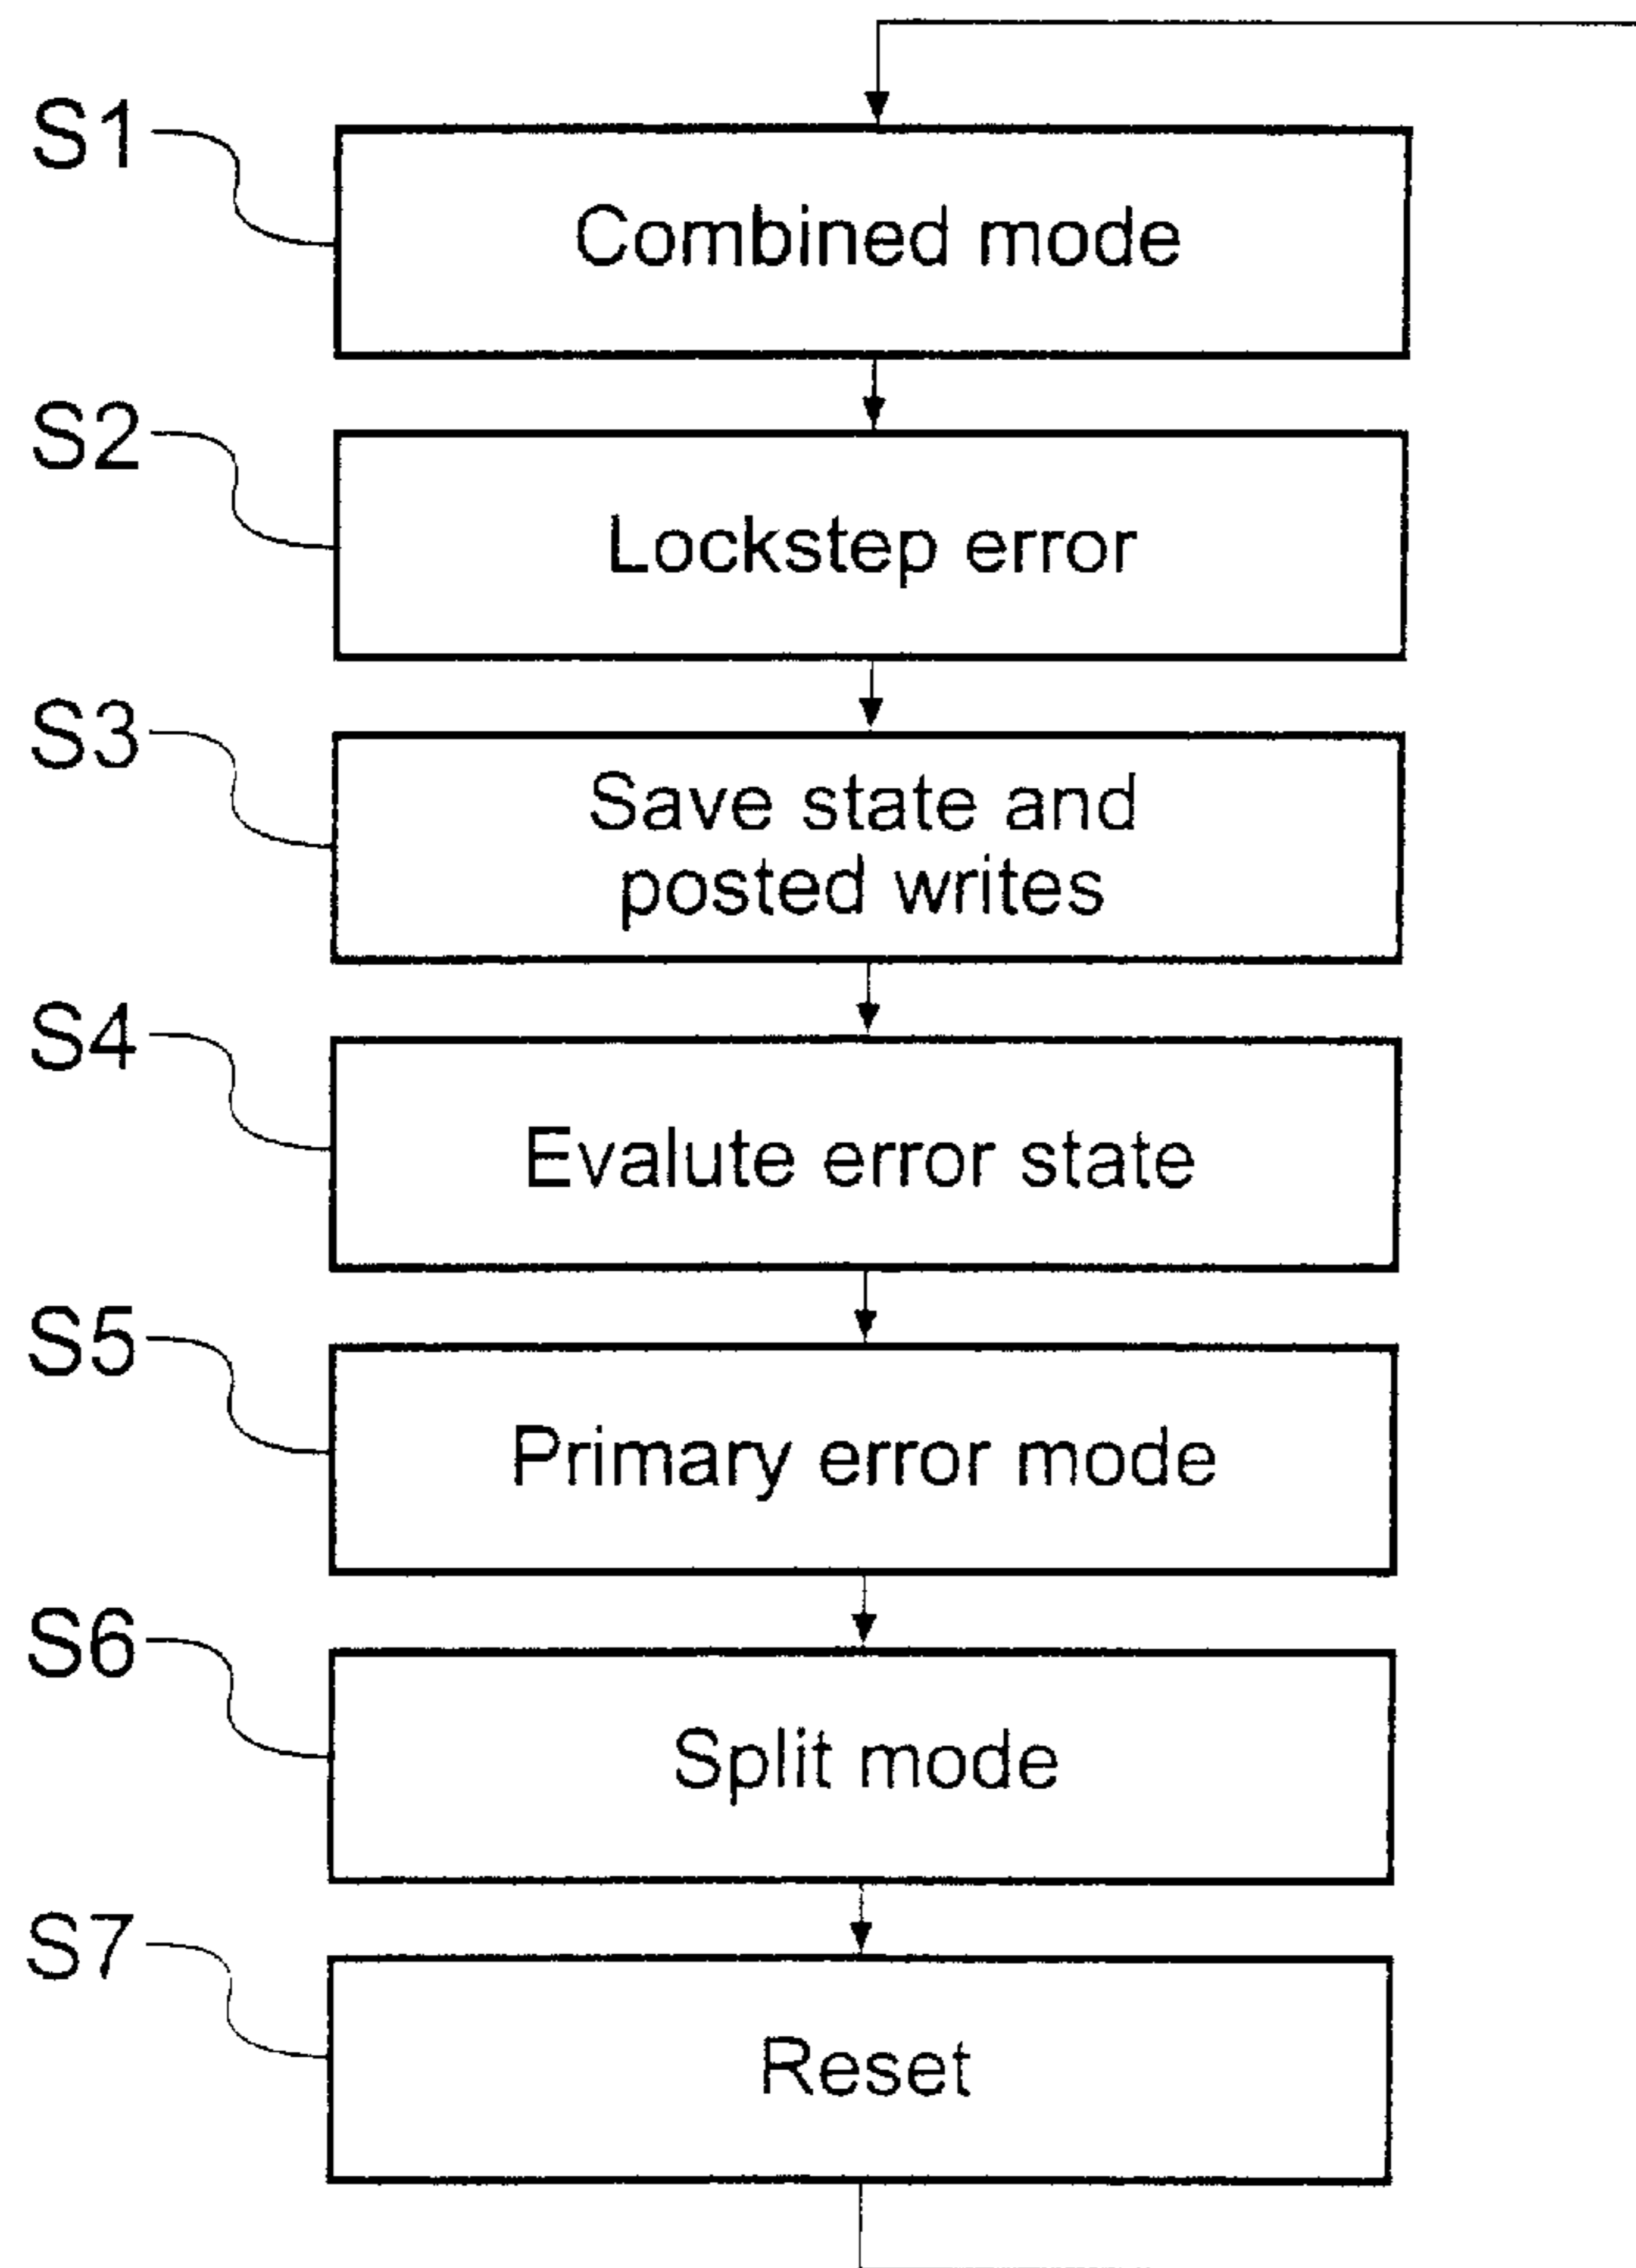 S1
Combined mode
S2
Lockstep error
S3
Save state and
posted writes
S4
Evalute error state
S5
Primary error mode
S6
Split mode
S7
Reset